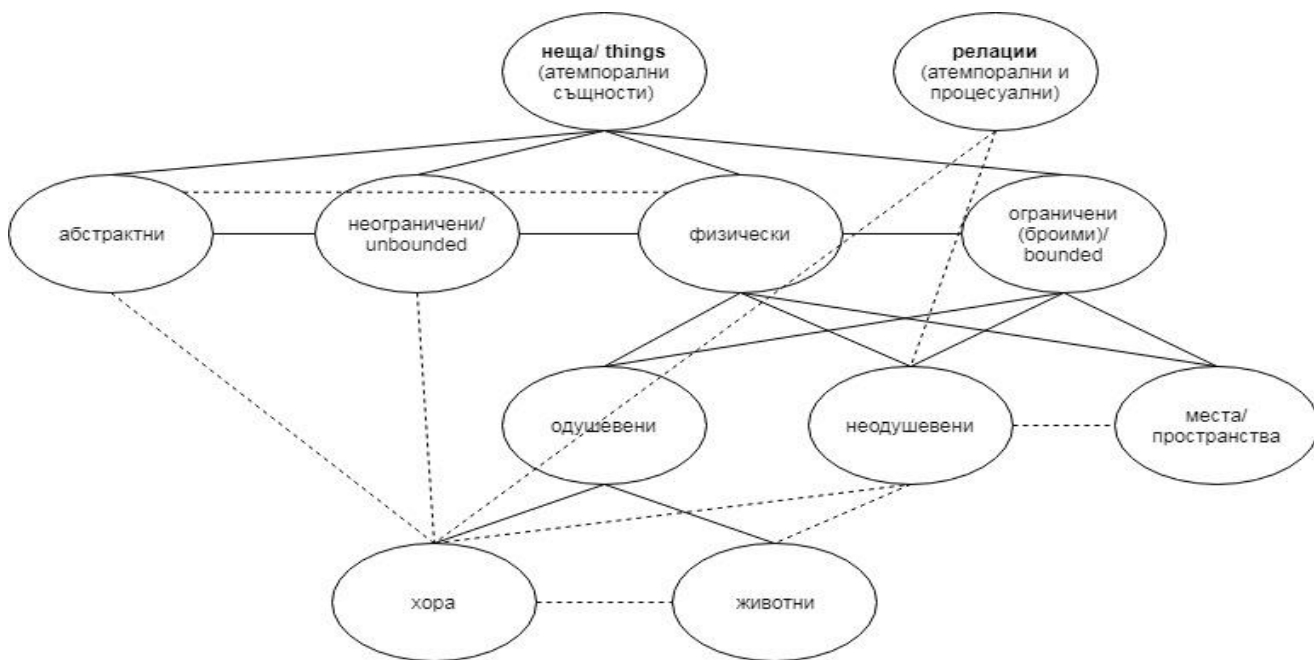 неща/ things
(атемпорални
същности)
релации
(атемпорални и
процесуални)
абстрактни
неограничени/
unbounded
физически
ограничени
(броими)/
bounded
одушевени
неодушевени
места/
пространства
хора
животни